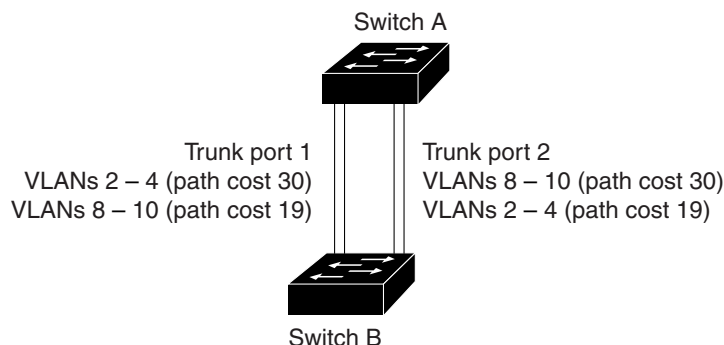 Switch A
Trunk port 1
VLANs 2 – 4 (path cost 30)
VLANs 8 – 10 (path cost 19)
Trunk port 2
VLANs 8 – 10 (path cost 30)
VLANs 2 – 4 (path cost 19)
Switch B